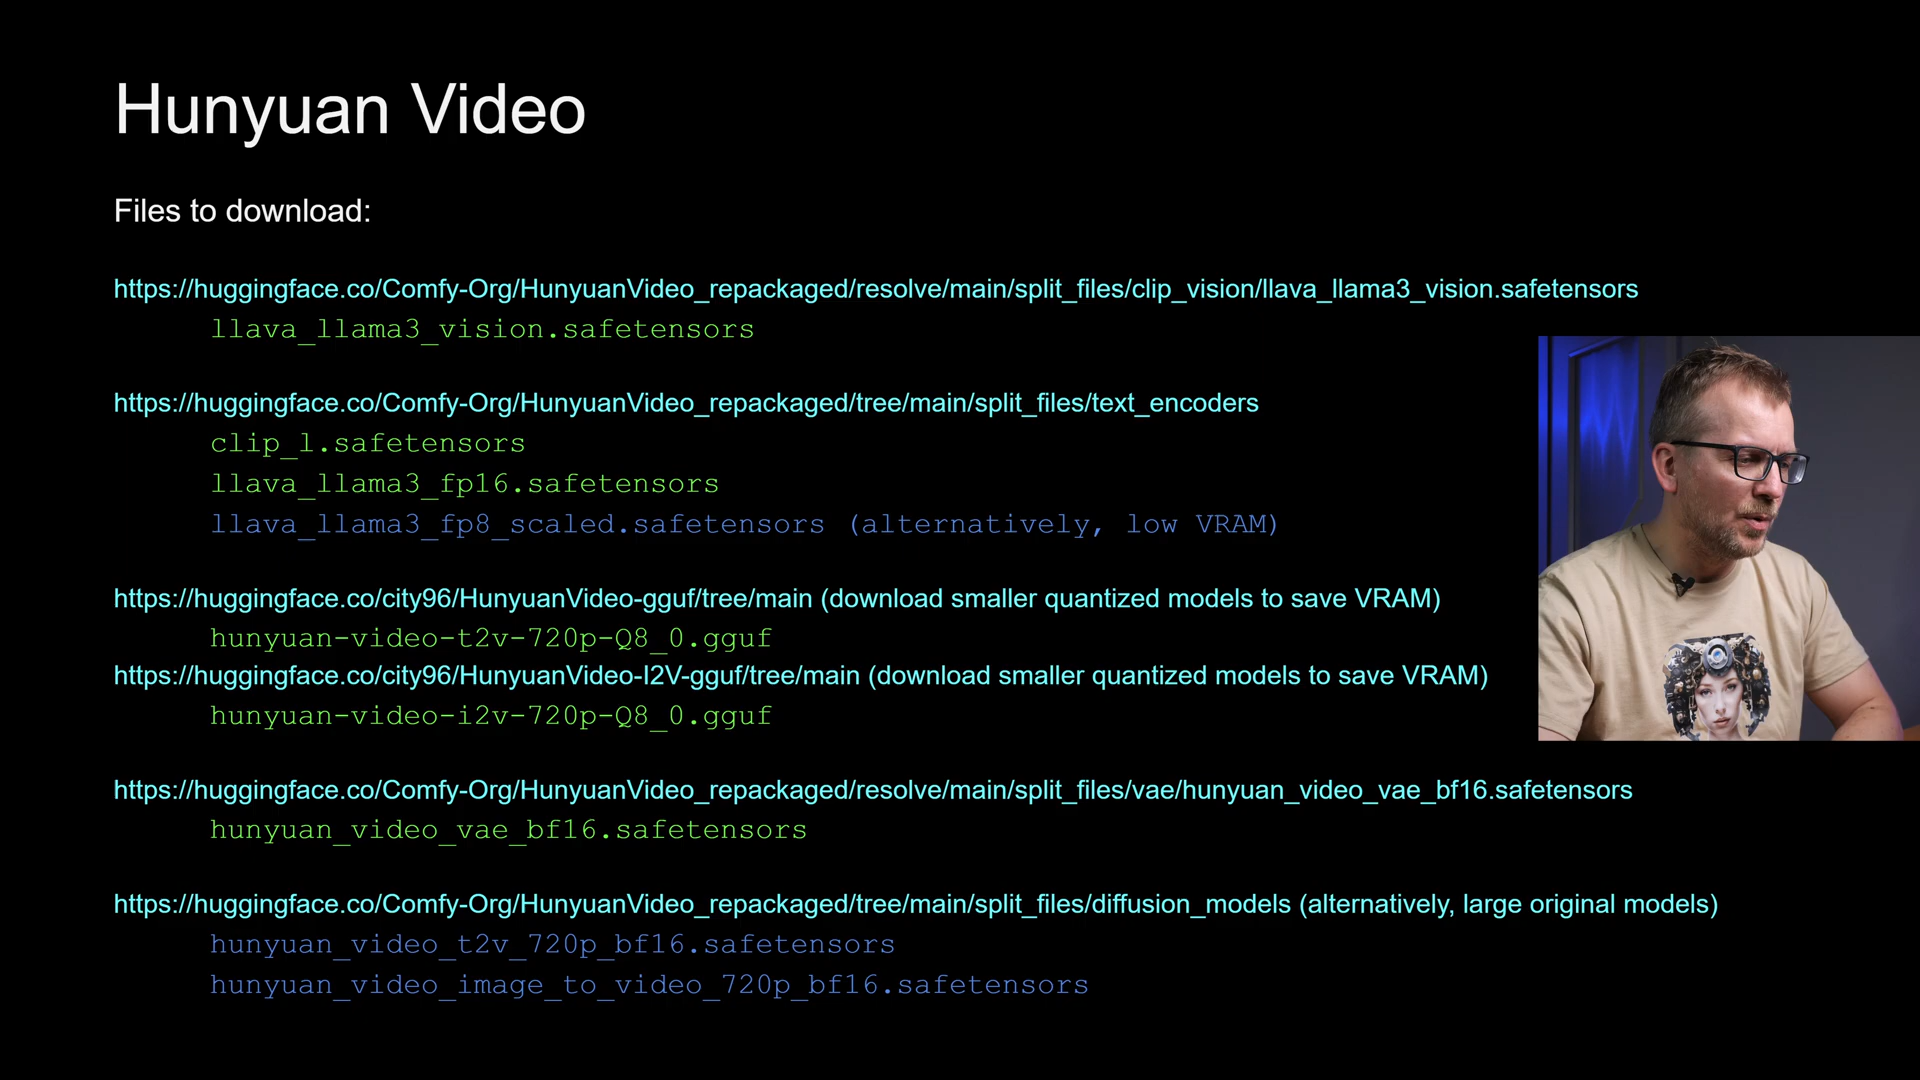 Hunyuan Video
Files to download:
https://huggingface.co/Comfy-Org/HunyuanVideo_repackaged/resolve/main/split_files/clip_vision/llava_llama3_vision.safetensors
llava_llama3_vision.safetensors
https://huggingface.co/Comfy-Org/HunyuanVideo_repackaged/tree/main/split_files/text_encoders
clip_l.safetensors
llava_llama3_fp16.safetensors
llava_llama3_fp8_scaled.safetensors (alternatively, low VRAM)
https://huggingface.co/city96/HunyuanVideo-gguf/tree/main (download smaller quantized models to save VRAM)
hunyuan-video-t2v-720p-Q8_0.gguf
https://huggingface.co/city96/HunyuanVideo-I2V-gguf/tree/main (download smaller quantized models to save VRAM)
hunyuan-video-i2v-720p-Q8_0.gguf
https://huggingface.co/Comfy-Org/HunyuanVideo_repackaged/resolve/main/split_files/vae/hunyuan_video_vae_bf16.safetensors
hunyuan_video_vae_bf16.safetensors
https://huggingface.co/Comfy-Org/HunyuanVideo_repackaged/tree/main/split_files/diffusion_models (alternatively, large original models)
hunyuan_video_t2v_720p_bf16.safetensors
hunyuan_video_image_to_video_720p_bf16.safetensors